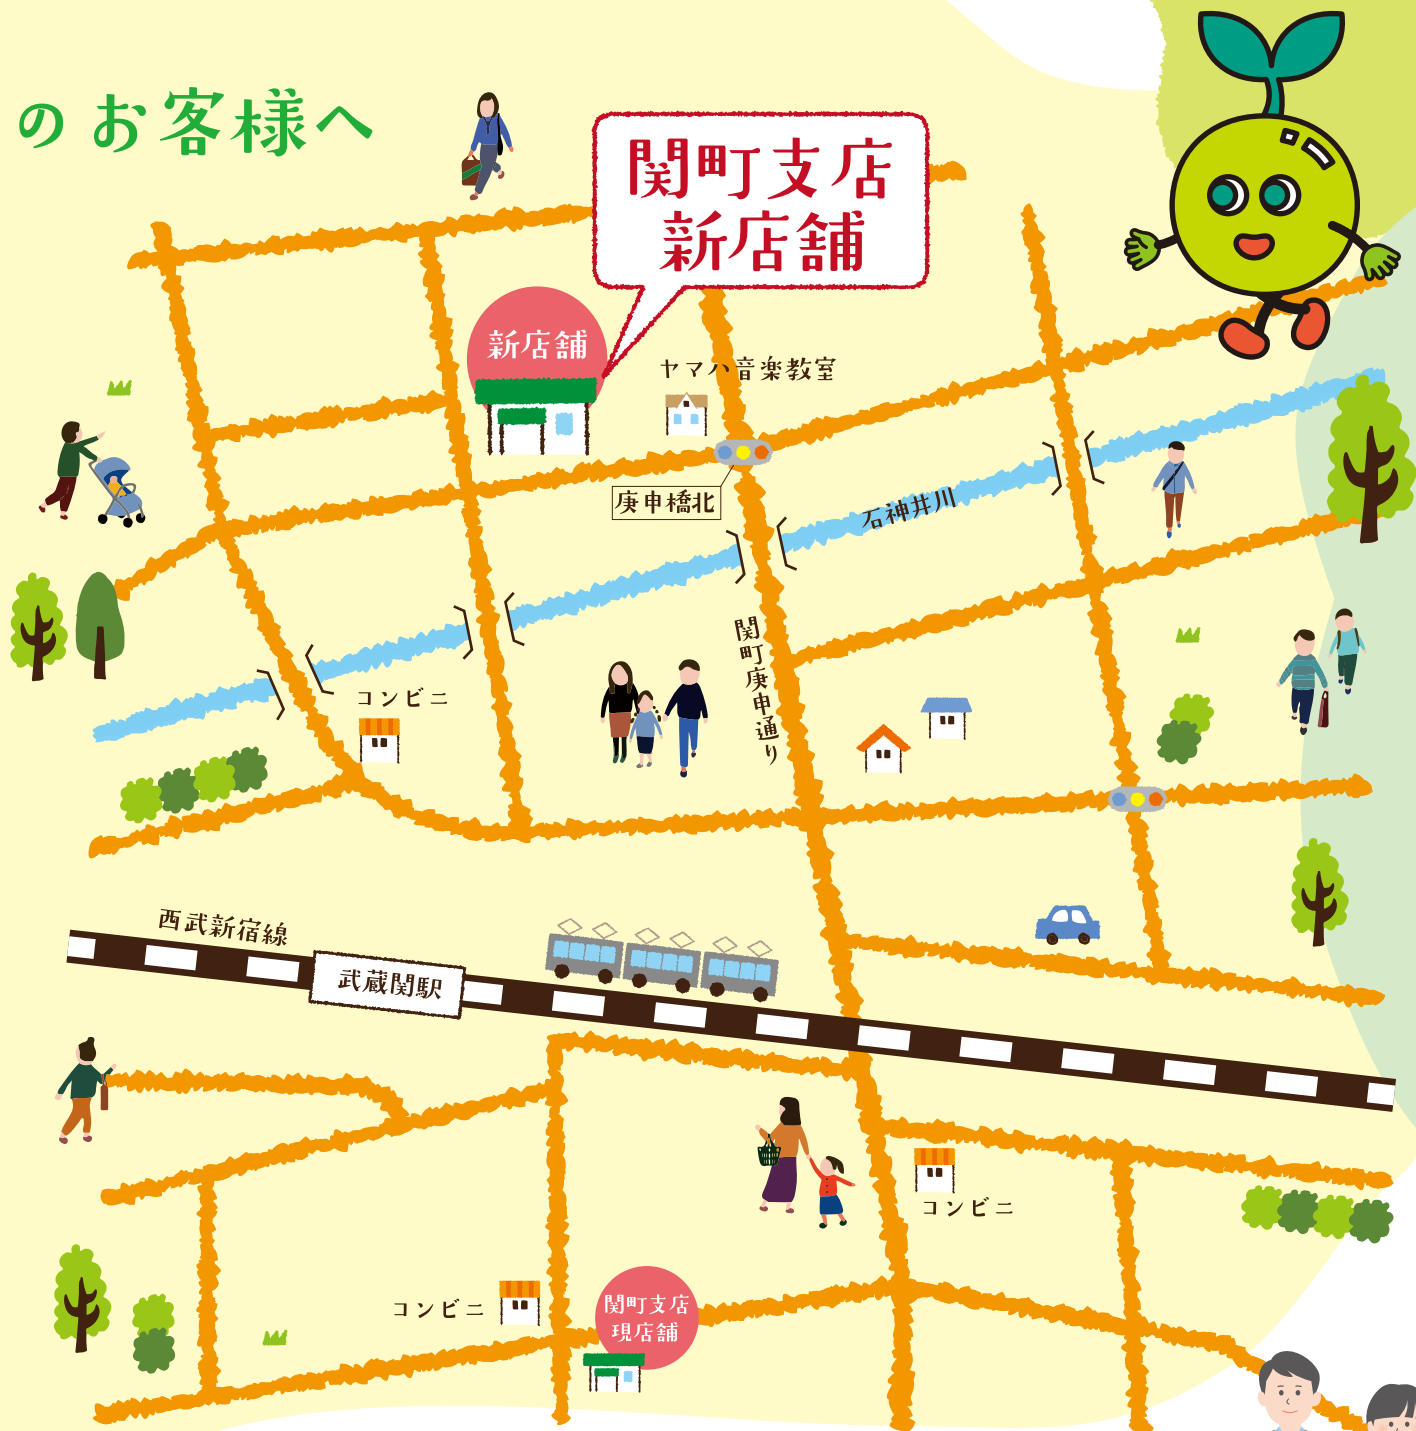 のお客様へ
関町支店
新店舗
新店舗
ヤマハ音楽教室
庚申橋北
石神井川
関町庚申通り
コンビニ
西武新宿線
武蔵関駅
コンビニ
コンビニ
関町支店
現店舗